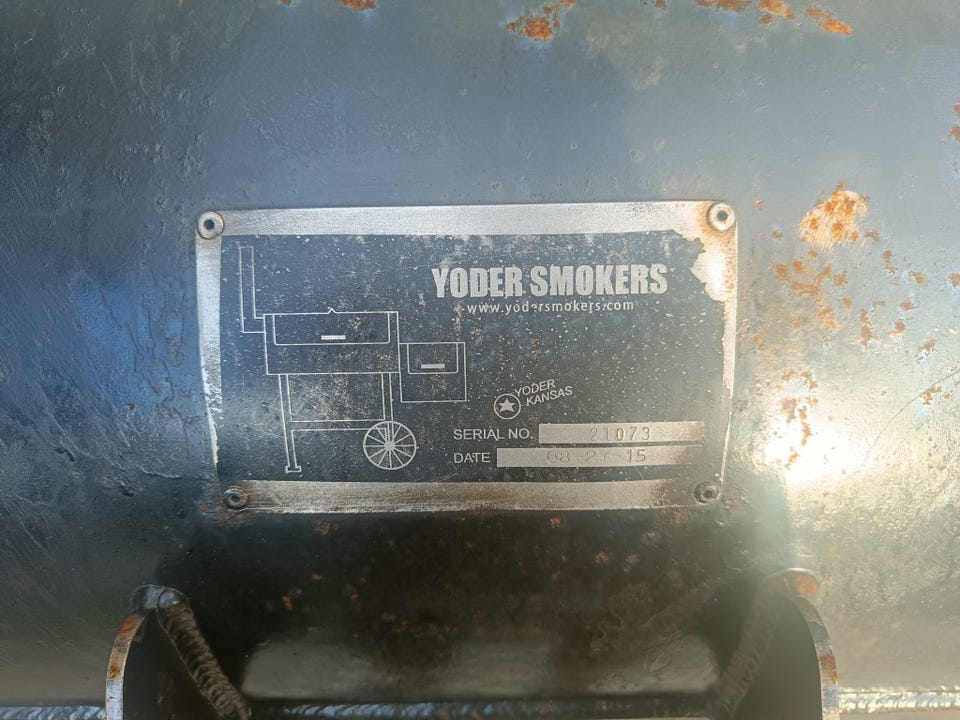 YODER SMOKERS
www.yodersmokers.com
YODER
KANSAS
SERIAL NO. 21073
DATE 08 27 15